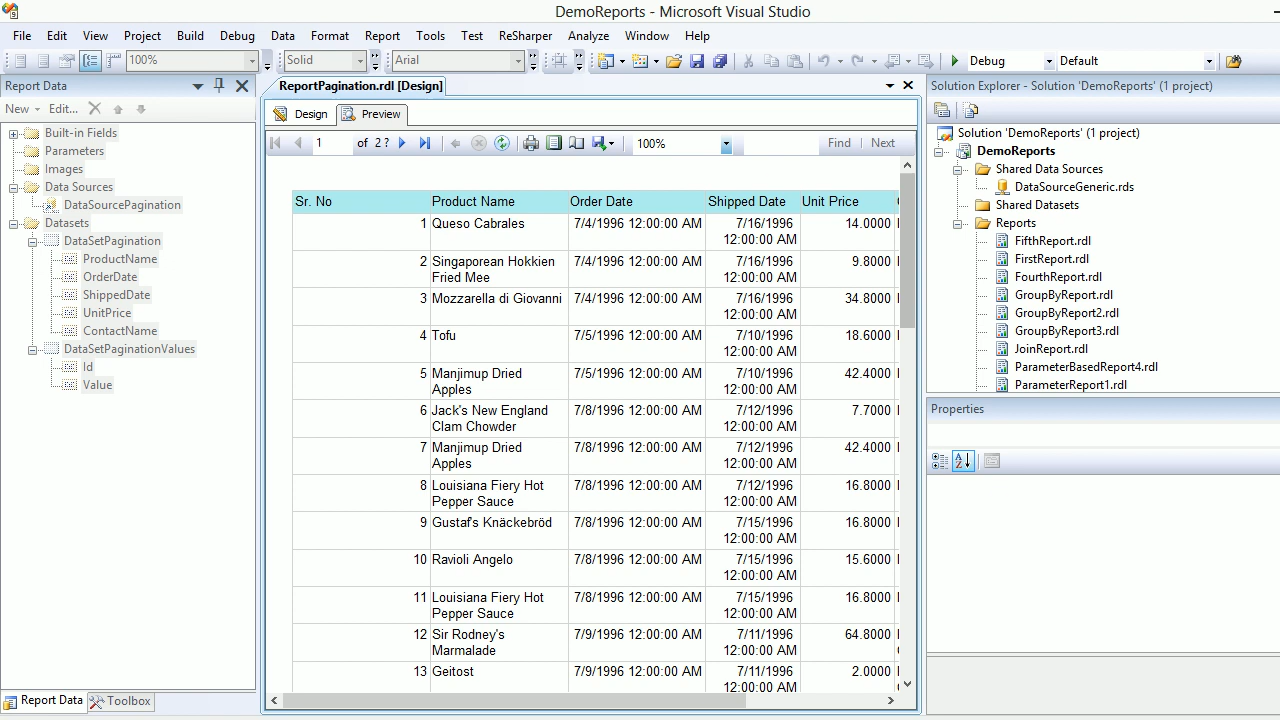 DemoReports - Microsoft Visual Studio
File Edit View Project Build Debug Data Format Report Tools Test ReSharper Analyze Window Help
100% Solid Arial Debug Default
Report Data
New Edit...
Built-in Fields
Parameters
Images
Data Sources
DataSourcePagination
Datasets
DataSetPagination
ProductName
OrderDate
ShippedDate
UnitPrice
ContactName
DataSetPaginationValues
Id
Value
Report Data Toolbox
ReportPagination.rdl [Design]
Design Preview
1 of 2 ? 100% Find Next
Sr. No Product Name Order Date Shipped Date Unit Price
1 Queso Cabrales 7/4/1996 12:00:00 AM 7/16/1996 14.0000
12:00:00 AM
2 Singaporean Hokkien 7/4/1996 12:00:00 AM 7/16/1996 9.8000
Fried Mee 12:00:00 AM
3 Mozzarella di Giovanni 7/4/1996 12:00:00 AM 7/16/1996 34.8000
12:00:00 AM
4 Tofu 7/5/1996 12:00:00 AM 7/10/1996 18.6000
12:00:00 AM
5 Manjimup Dried 7/5/1996 12:00:00 AM 7/10/1996 42.4000
Apples 12:00:00 AM
6 Jack's New England 7/8/1996 12:00:00 AM 7/12/1996 7.7000
Clam Chowder 12:00:00 AM
7 Manjimup Dried 7/8/1996 12:00:00 AM 7/12/1996 42.4000
Apples 12:00:00 AM
8 Louisiana Fiery Hot 7/8/1996 12:00:00 AM 7/12/1996 16.8000
Pepper Sauce 12:00:00 AM
9 Gustaf's Knäckebröd 7/8/1996 12:00:00 AM 7/15/1996 16.8000
12:00:00 AM
10 Ravioli Angelo 7/8/1996 12:00:00 AM 7/15/1996 15.6000
12:00:00 AM
11 Louisiana Fiery Hot 7/8/1996 12:00:00 AM 7/15/1996 16.8000
Pepper Sauce 12:00:00 AM
12 Sir Rodney's 7/9/1996 12:00:00 AM 7/11/1996 64.8000
Marmalade 12:00:00 AM
13 Geitost 7/9/1996 12:00:00 AM 7/11/1996 2.0000
12:00:00 AM
Solution Explorer - Solution 'DemoReports' (1 project)
Solution 'DemoReports' (1 project)
DemoReports
Shared Data Sources
DataSourceGeneric.rds
Shared Datasets
Reports
FifthReport.rdl
FirstReport.rdl
FourthReport.rdl
GroupByReport.rdl
GroupByReport2.rdl
GroupByReport3.rdl
JoinReport.rdl
ParameterBasedReport4.rdl
ParameterReport1.rdl
Properties